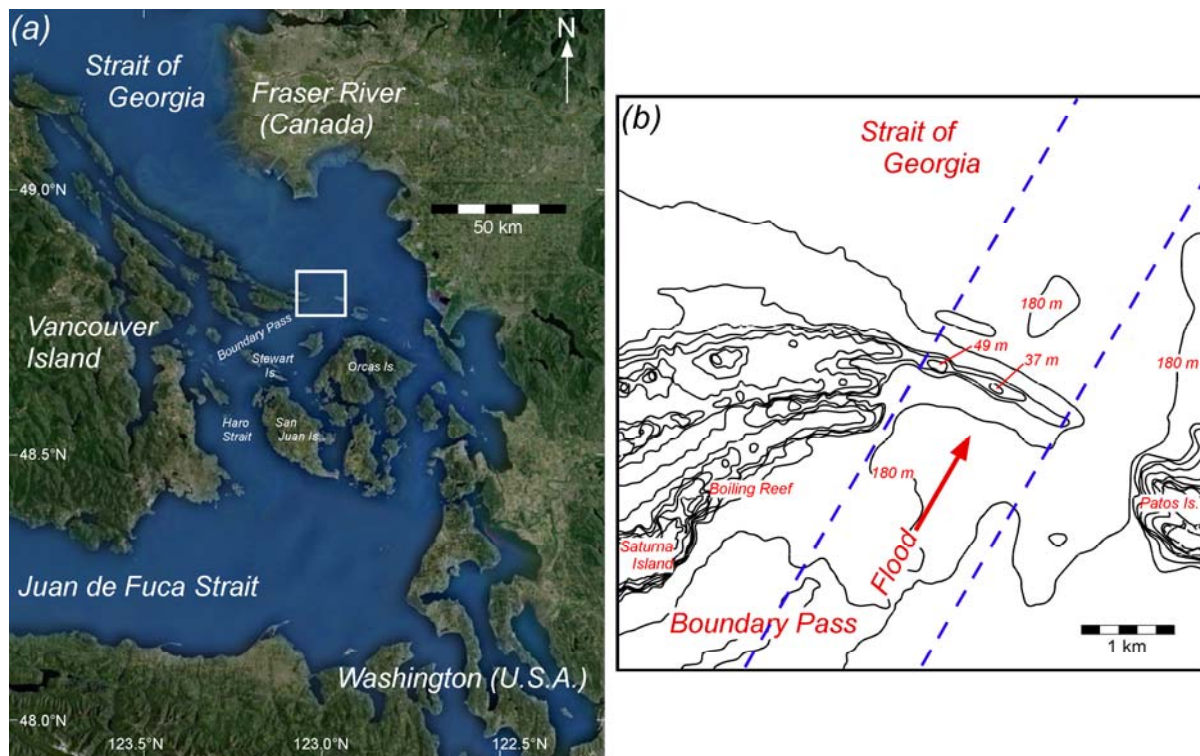 (a)
N
Strait of
Georgia
Fraser River
(Canada)
49.0°N
50 km
Vancouver
Island
Boundary Pass
Stewart
Is.
Orcas Is.
Haro
Strait
San
Juan Is.
48.5°N
Juan de Fuca Strait
Washington (U.S.A.)
48.0°N
123.5°N
123.0°N
122.5°N
(b)
Strait of
Georgia
180 m
49 m
37 m
180 m
180 m
Boiling Reef
Patos Is.
Saturna
Island
Flood
Boundary Pass
1 km